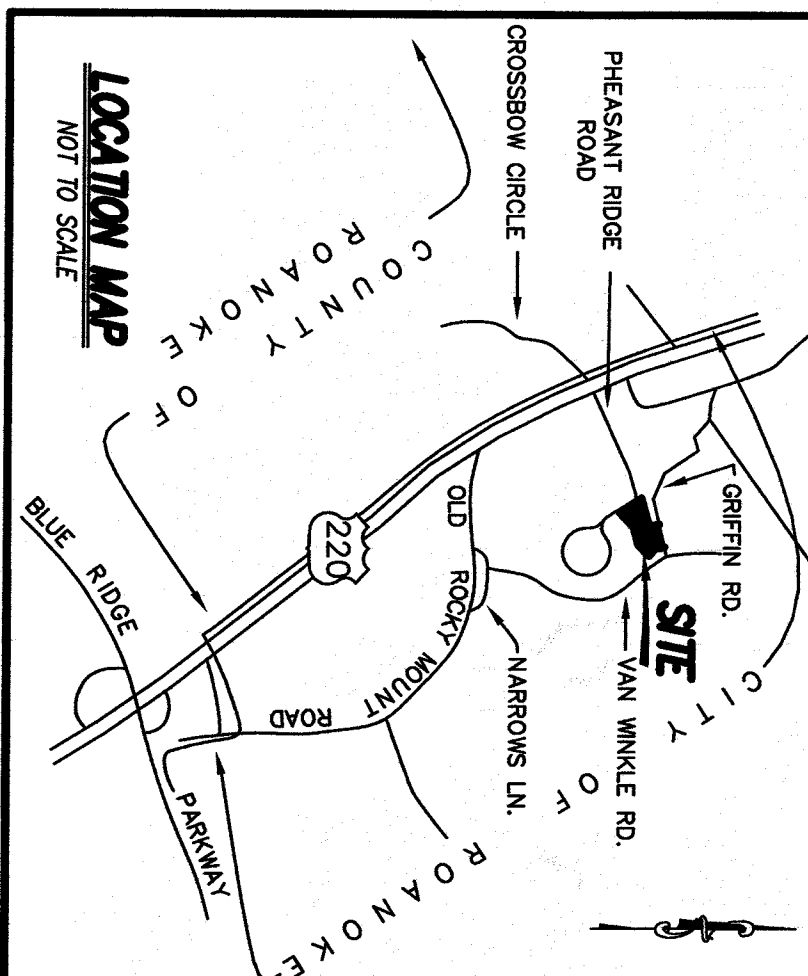 LOCATION MAP
NOT TO SCALE
CROSSBOW CIRCLE
PHEASANT RIDGE
ROAD
GRIFFIN RD.
SITE
VAN WINKLE RD.
NARROWS LN.
OLD ROCKY MOUNT ROAD
220
BLUE RIDGE PARKWAY
COUNTY OF
ROANOKE
CITY OF ROANOKE